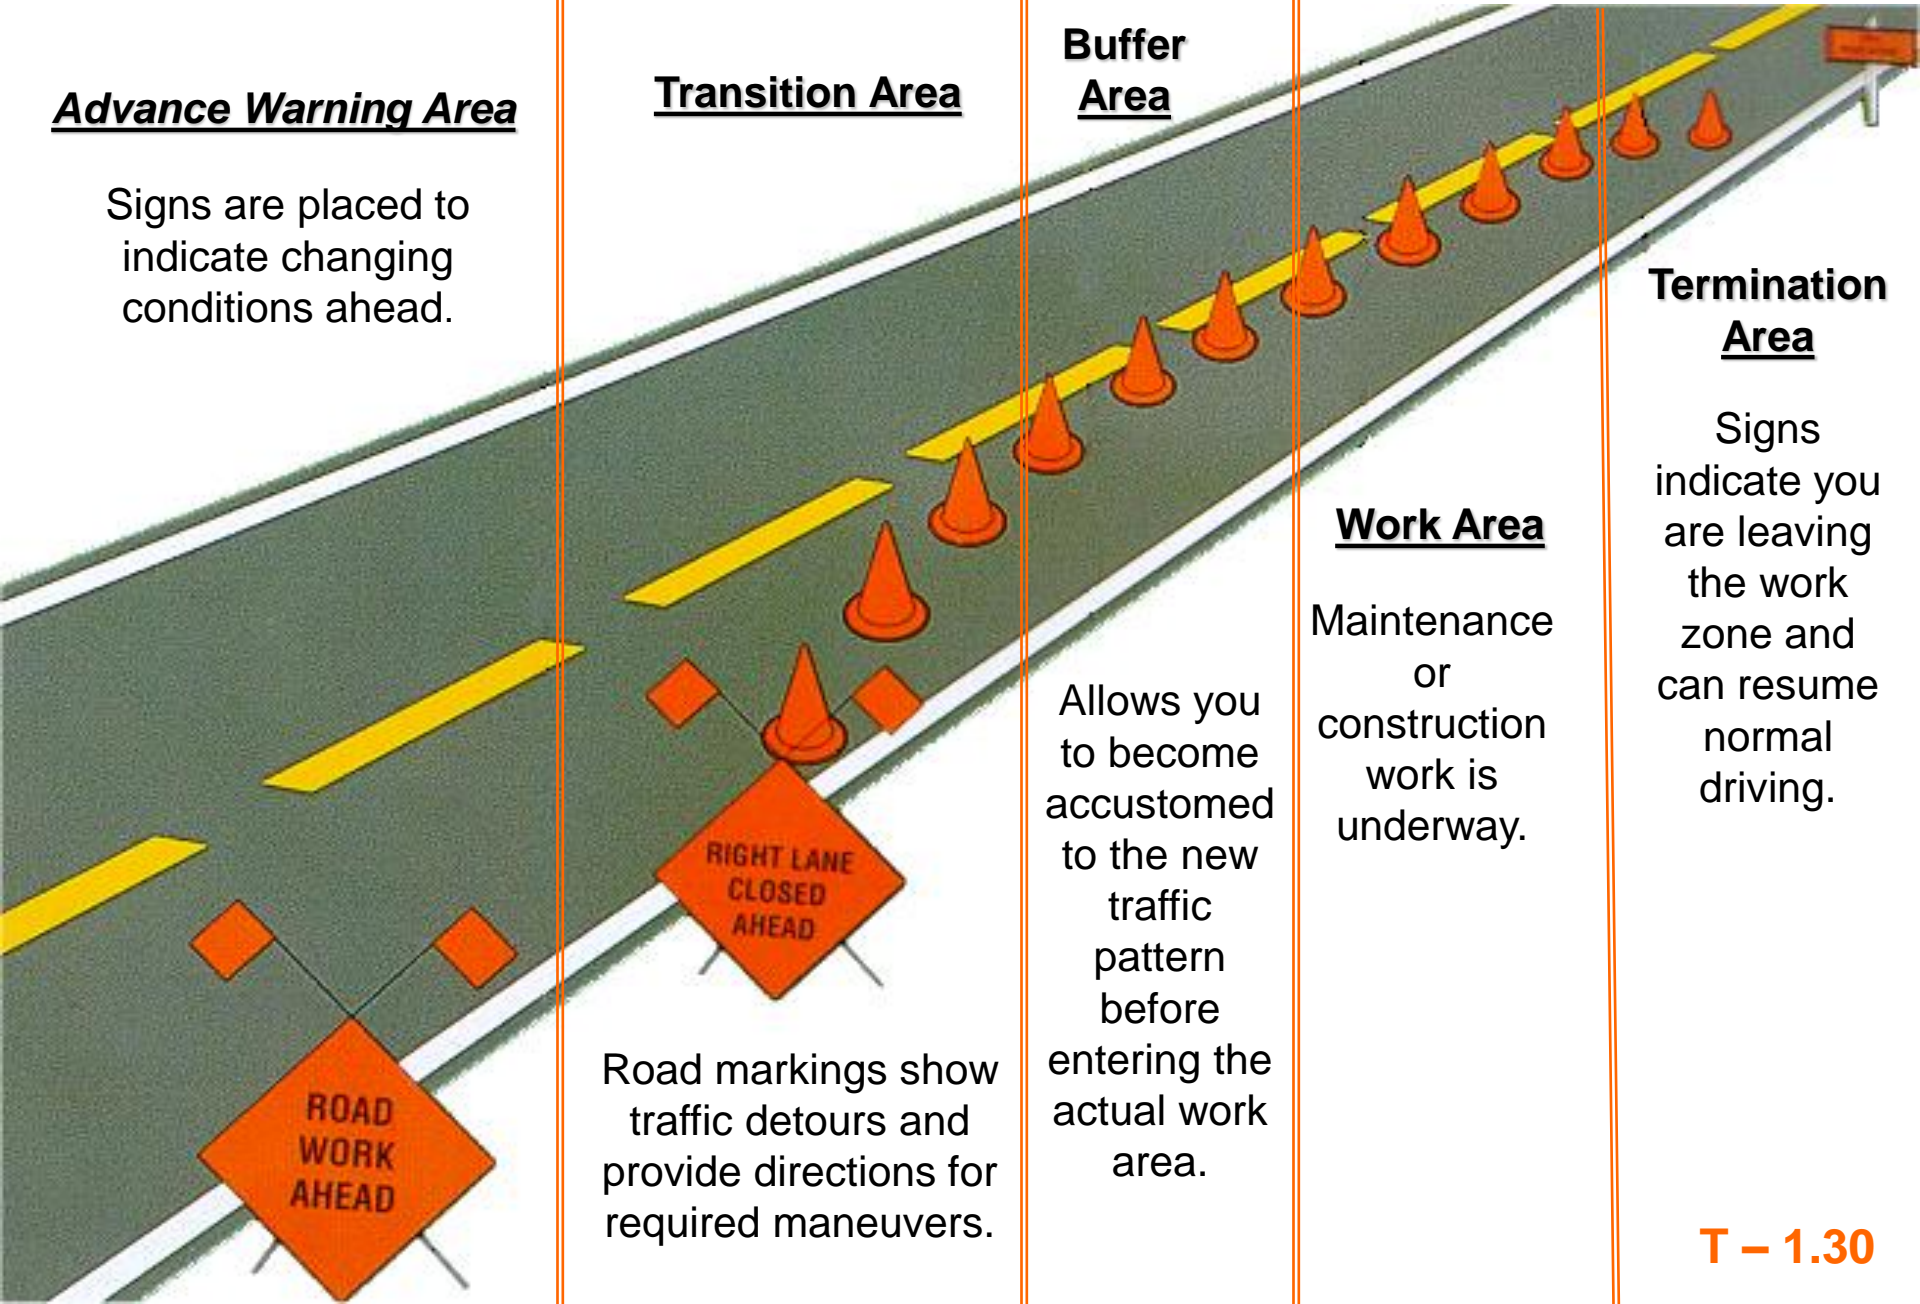 Advance Warning Area
Signs are placed to
indicate changing
conditions ahead.
ROAD
WORK
AHEAD
Transition Area
RIGHT LANE
CLOSED
AHEAD
Road markings show
traffic detours and
provide directions for
required maneuvers.
Buffer
Area
Allows you
to become
accustomed
to the new
traffic
pattern
before
entering the
actual work
area.
Work Area
Maintenance
or
construction
work is
underway.
Termination
Area
Signs
indicate you
are leaving
the work
zone and
can resume
normal
driving.
T – 1.30